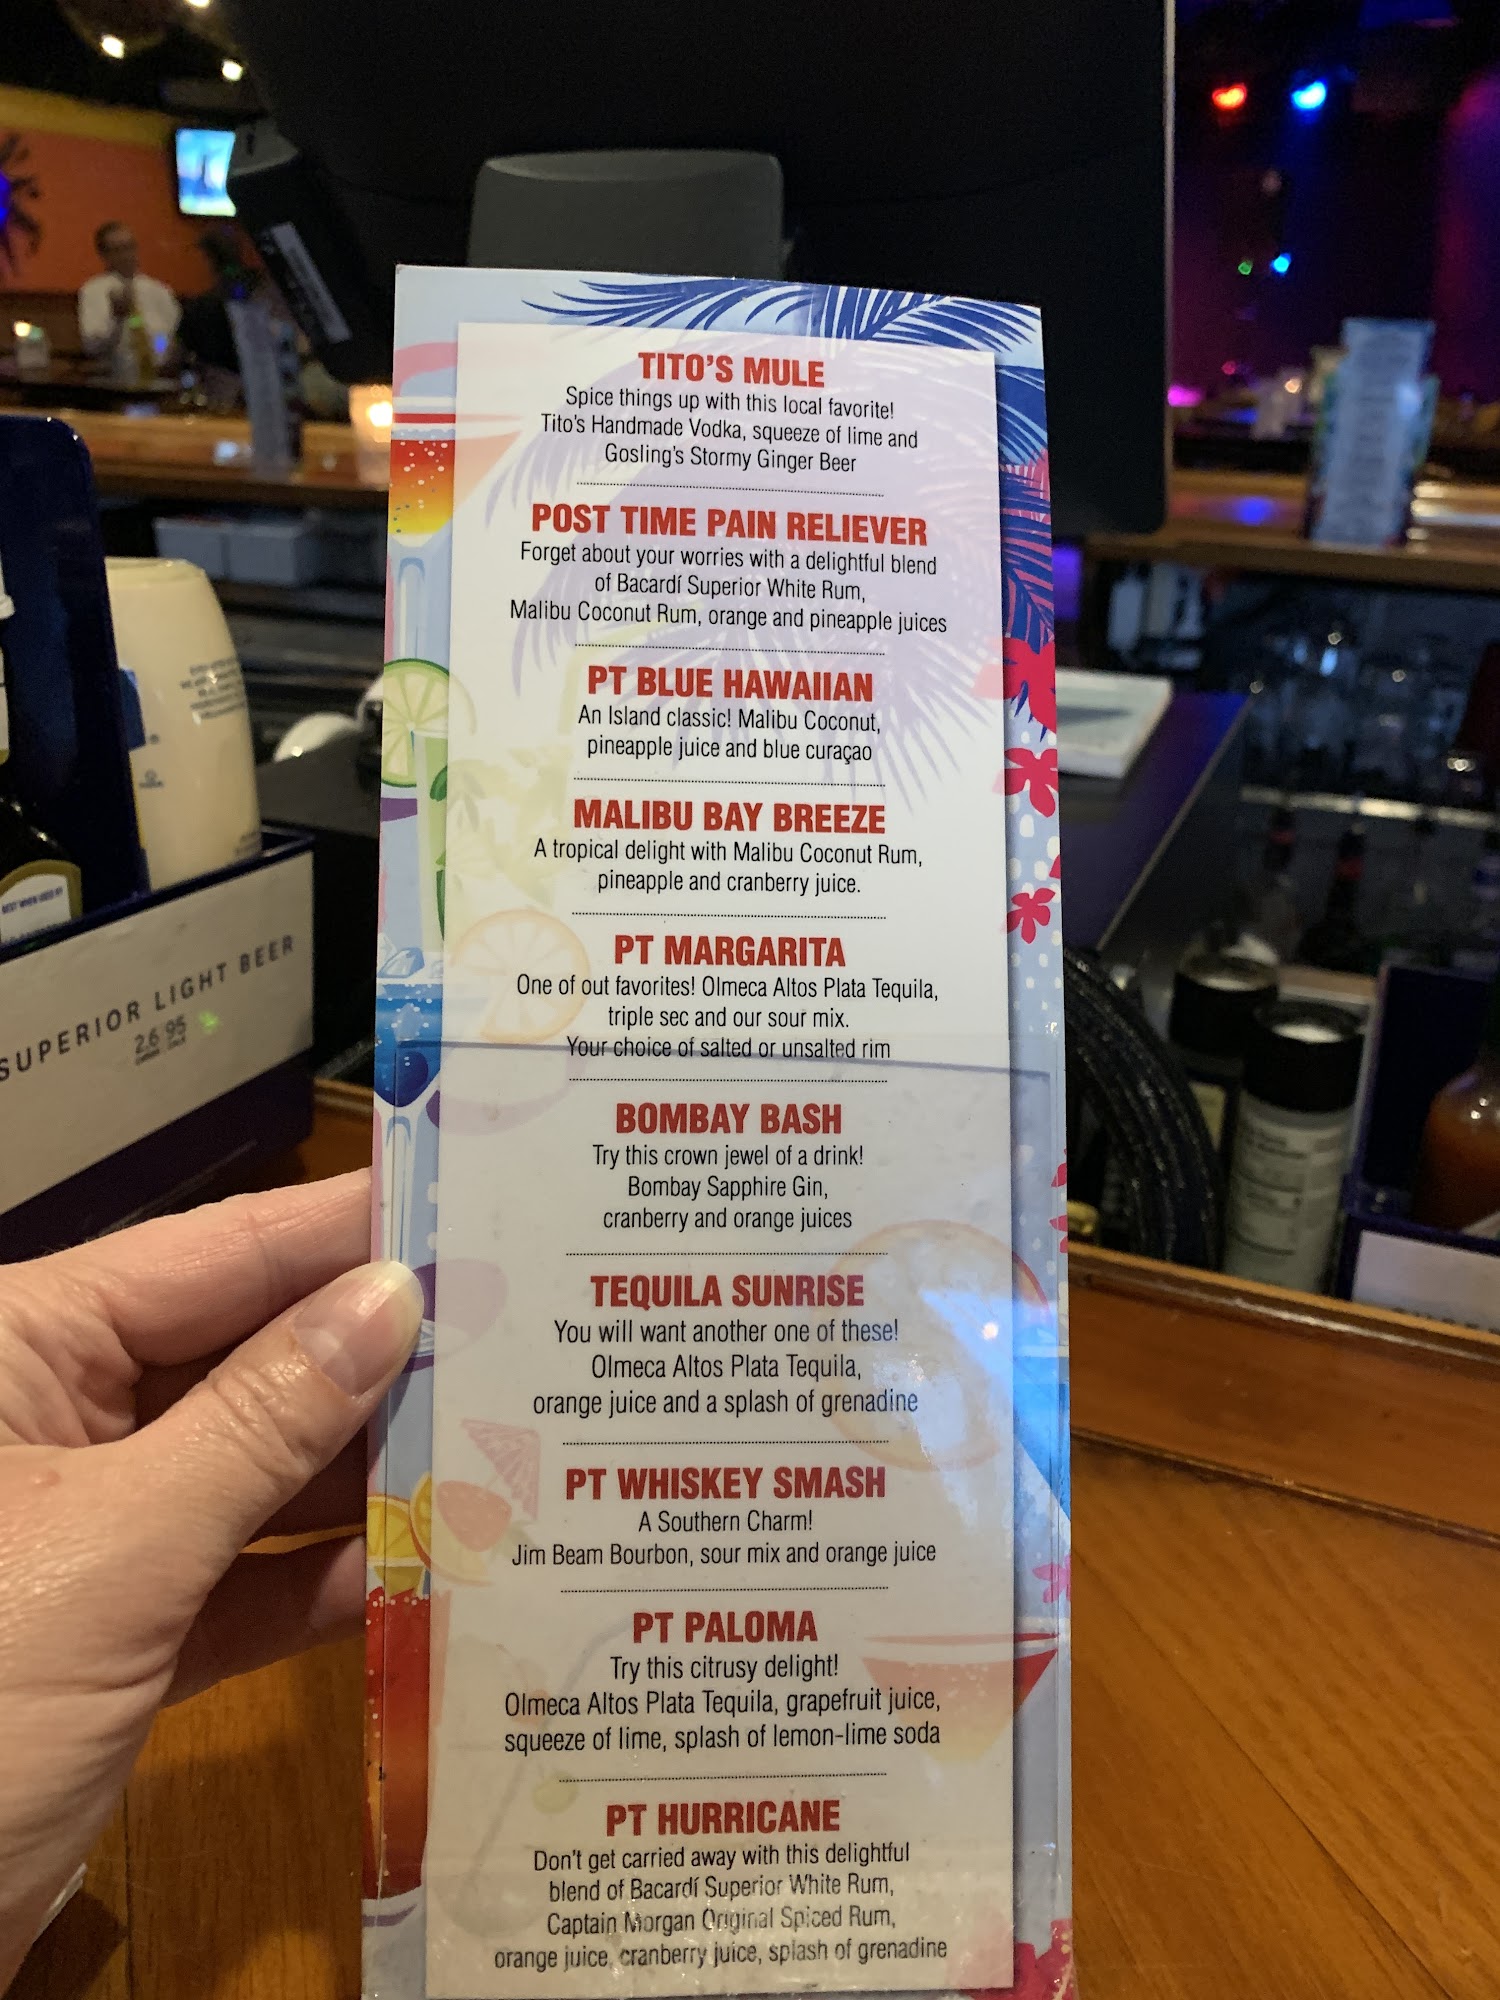 TITO'S MULE
Spice things up with this local favorite!
Tito's Handmade Vodka, squeeze of lime and
Gosling's Stormy Ginger Beer
POST TIME PAIN RELIEVER
Forget about your worries with a delightful blend
of Bacardí Superior White Rum,
Malibu Coconut Rum, orange and pineapple juices
PT BLUE HAWAIIAN
An Island classic! Malibu Coconut,
pineapple juice and blue curaçao
MALIBU BAY BREEZE
A tropical delight with Malibu Coconut Rum,
pineapple and cranberry juice.
PT MARGARITA
One of out favorites! Olmeca Altos Plata Tequila,
triple sec and our sour mix.
Your choice of salted or unsalted rim
BOMBAY BASH
Try this crown jewel of a drink!
Bombay Sapphire Gin,
cranberry and orange juices
TEQUILA SUNRISE
You will want another one of these!
Olmeca Altos Plata Tequila,
orange juice and a splash of grenadine
PT WHISKEY SMASH
A Southern Charm!
Jim Beam Bourbon, sour mix and orange juice
PT PALOMA
Try this citrusy delight!
Olmeca Altos Plata Tequila, grapefruit juice,
squeeze of lime, splash of lemon-lime soda
PT HURRICANE
Don't get carried away with this delightful
blend of Bacardí Superior White Rum,
Captain Morgan Original Spiced Rum,
orange juice, cranberry juice, splash of grenadine
SUPERIOR LIGHT BEER
2.6 95